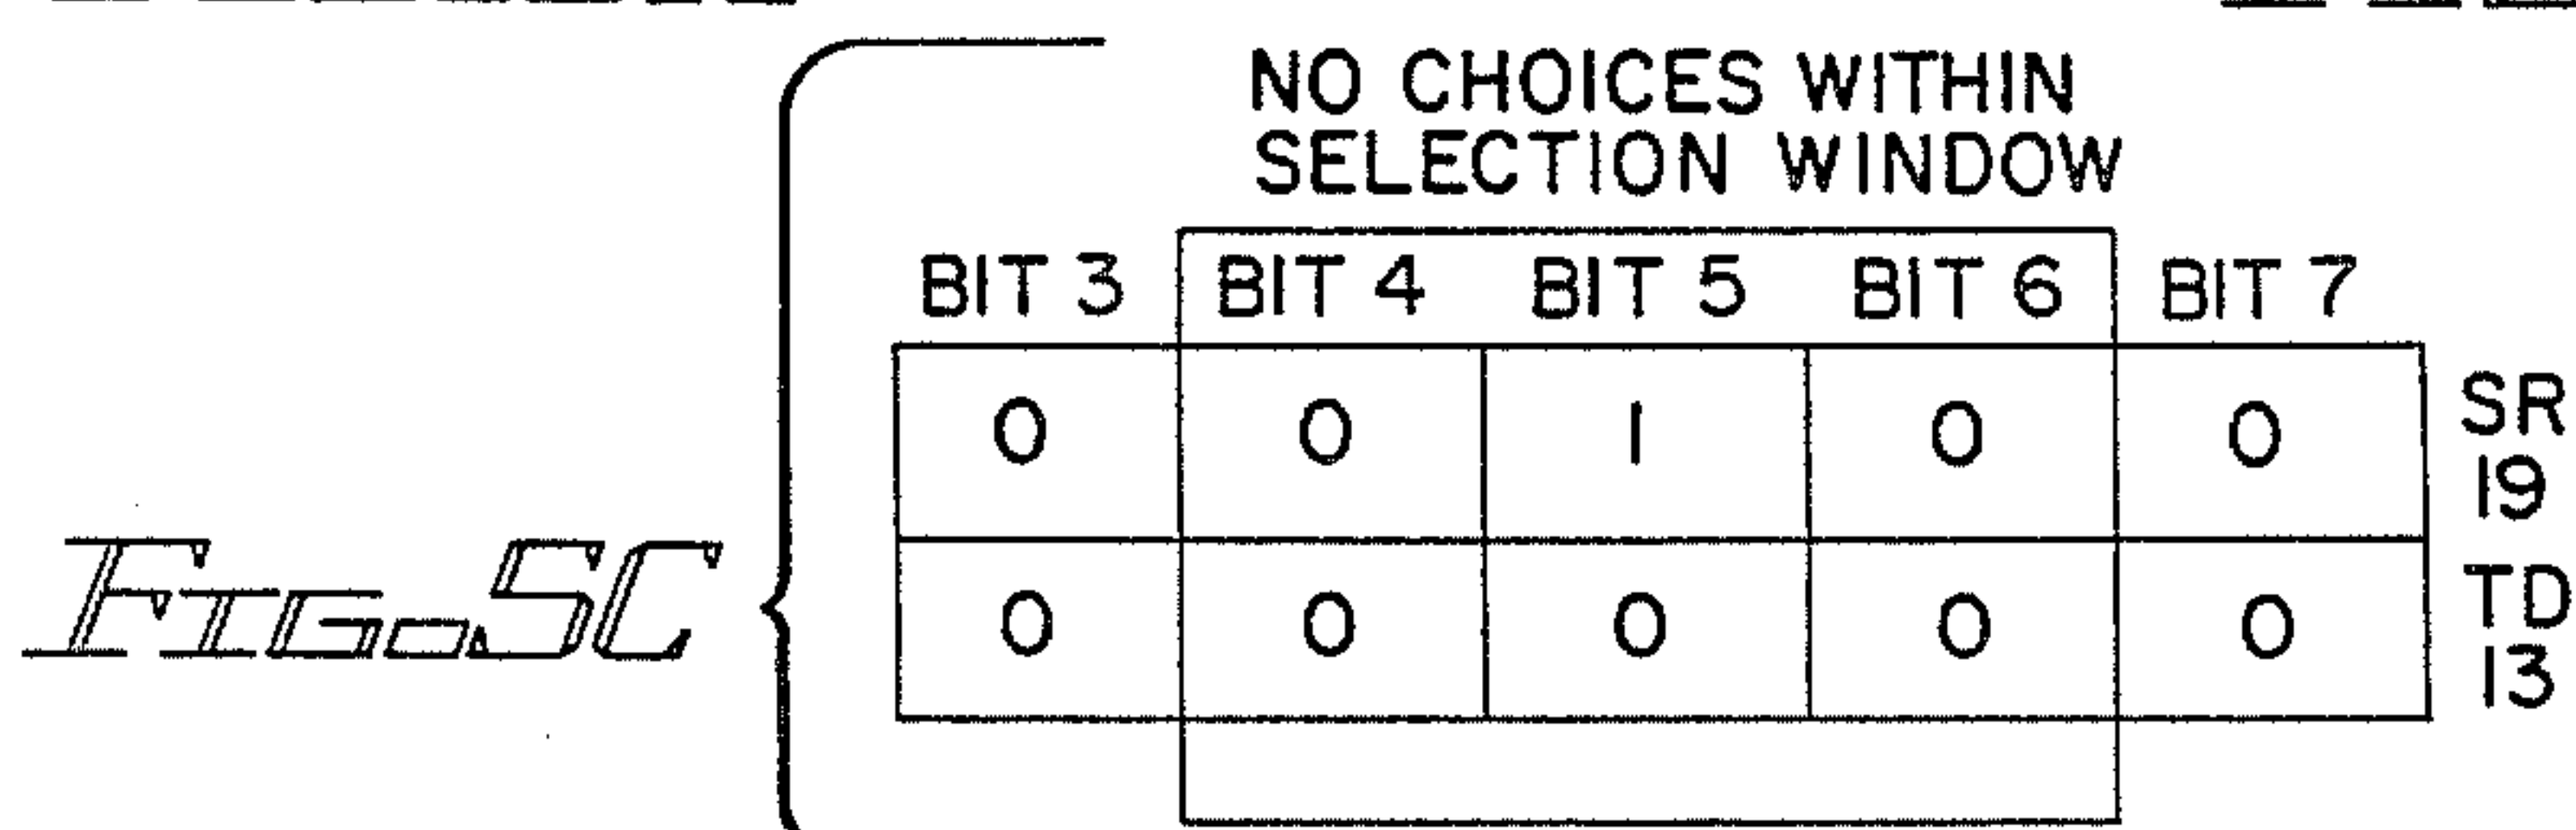 NO CHOICES WITHIN
SELECTION WINDOW
BIT 3 BIT 4 BIT 5 BIT 6 BIT 7
0 0 1 0 0 SR 19
0 0 0 0 0 TD 13
FIG. 5C